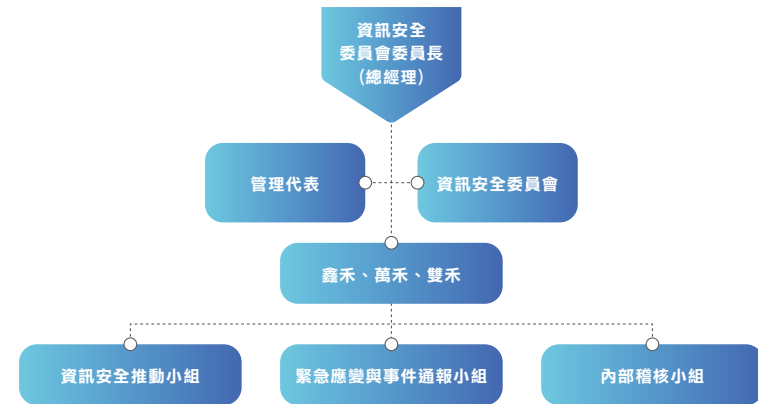 資訊安全
委員會委員長
(總經理)
管理代表
資訊安全委員會
鑫禾、萬禾、雙禾
資訊安全推動小組
緊急應變與事件通報小組
內部稽核小組